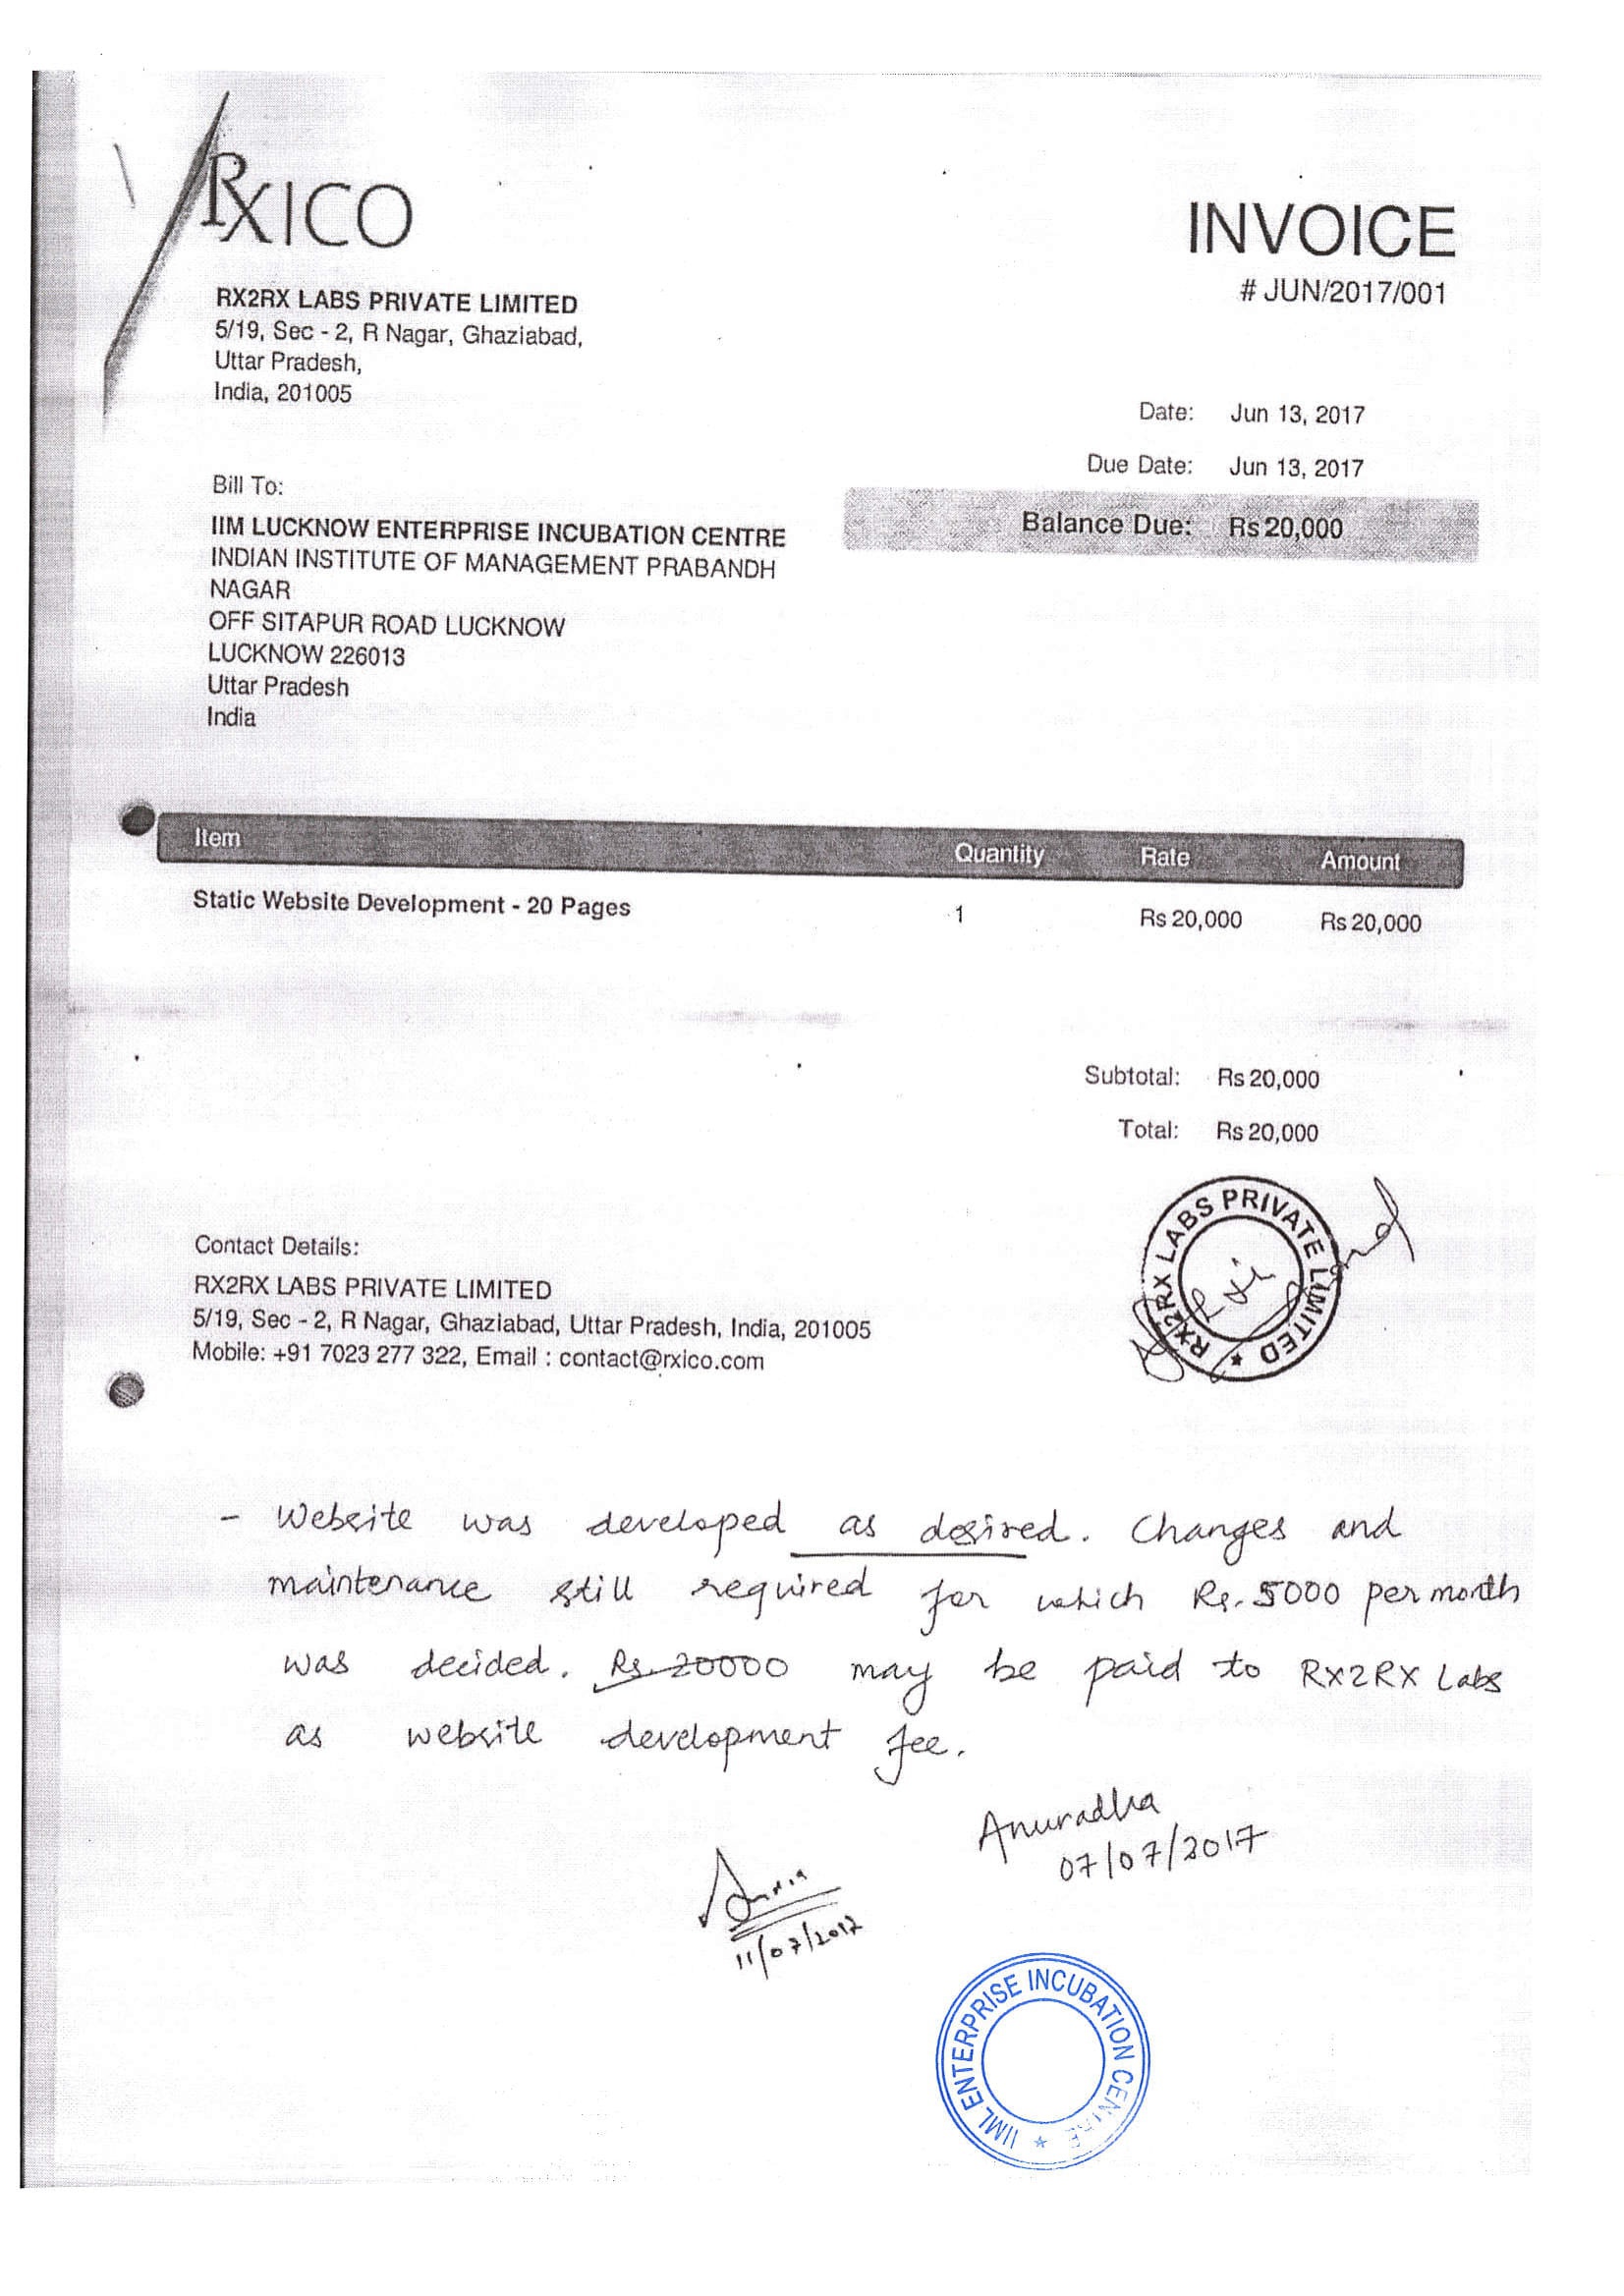 RXICO
INVOICE
# JUN/2017/001
RX2RX LABS PRIVATE LIMITED
5/19, Sec - 2, R Nagar, Ghaziabad,
Uttar Pradesh,
India, 201005
Date: Jun 13, 2017
Due Date: Jun 13, 2017
Balance Due: Rs 20,000
Bill To:
IIM LUCKNOW ENTERPRISE INCUBATION CENTRE
INDIAN INSTITUTE OF MANAGEMENT PRABANDH
NAGAR
OFF SITAPUR ROAD LUCKNOW
LUCKNOW 226013
Uttar Pradesh
India
Item Quantity Rate Amount
Static Website Development - 20 Pages 1 Rs 20,000 Rs 20,000
Subtotal: Rs 20,000
Total: Rs 20,000
RX2RX LABS PRIVATE LIMITED
Contact Details:
RX2RX LABS PRIVATE LIMITED
5/19, Sec - 2, R Nagar, Ghaziabad, Uttar Pradesh, India, 201005
Mobile: +91 7023 277 322, Email : contact@rxico.com
- Website was developed as desired. Changes and
maintenance still required for which Rs. 5000 per month
was decided. Rs. 20000 may be paid to RX2RX Labs
as website development fee.
Anuradha
07/07/2017
11/07/2017
IIML ENTERPRISE INCUBATION CENTRE